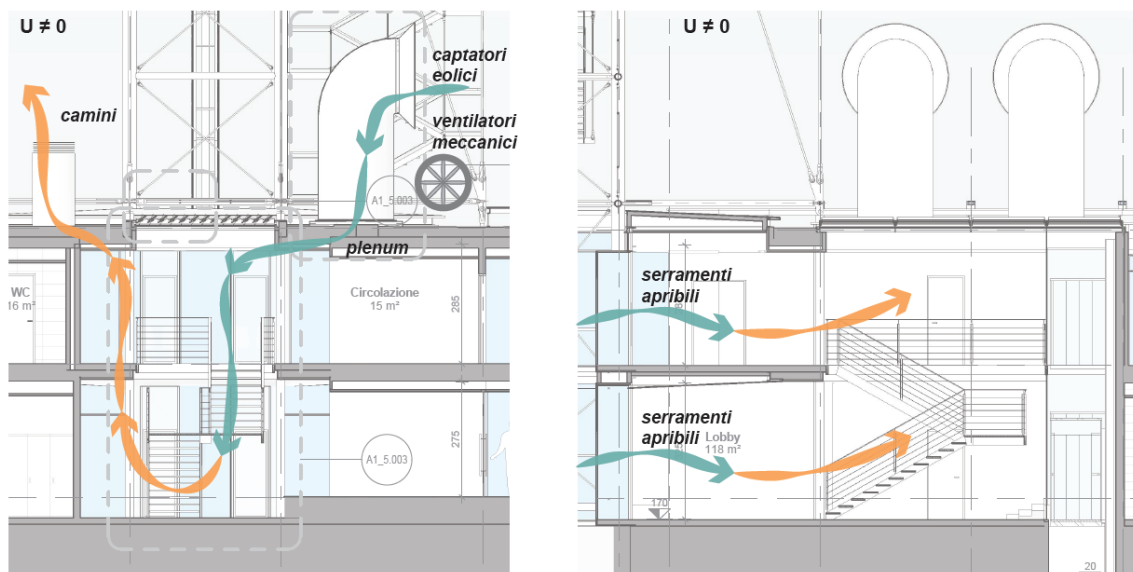 U ≠ 0
captatori
eolici
camini
ventilatori
meccanici
A1_5.003
plenum
WC
16 m²
Circolazione
15 m²
285
275
A1_5.003
U ≠ 0
serramenti
apribili
serramenti
apribili
Lobby
118 m²
170
20